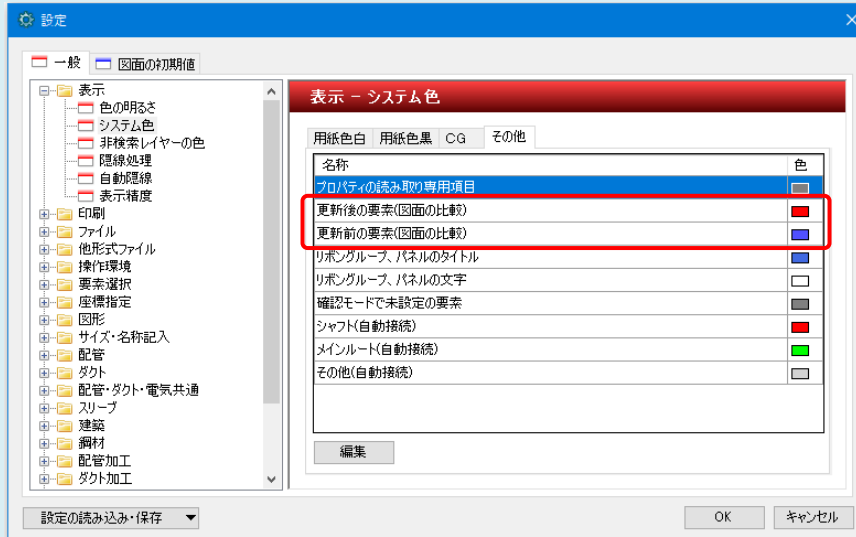 設定
一般
図面の初期値
表示
色の明るさ
システム色
非検索レイヤーの色
隠線処理
自動隠線
表示精度
印刷
ファイル
他形式ファイル
操作環境
要素選択
座標指定
図形
サイズ・名称記入
配管
ダクト
配管・ダクト・電気共通
スリーブ
建築
鋼材
配管加工
ダクト加工
表示 - システム色
用紙色白 用紙色黒 CG その他
名称 色
プロパティの読み取り専用項目
更新後の要素(図面の比較)
更新前の要素(図面の比較)
リボングループ、パネルのタイトル
リボングループ、パネルの文字
確認モードで未設定の要素
シャフト(自動接続)
メインルート(自動接続)
その他(自動接続)
編集
設定の読み込み・保存
OK
キャンセル